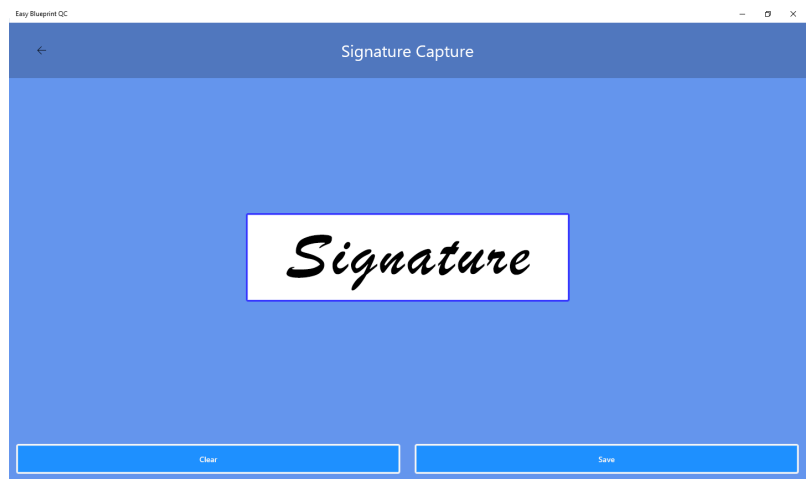 Easy Blueprint QC
Signature Capture
Signature
Clear
Save